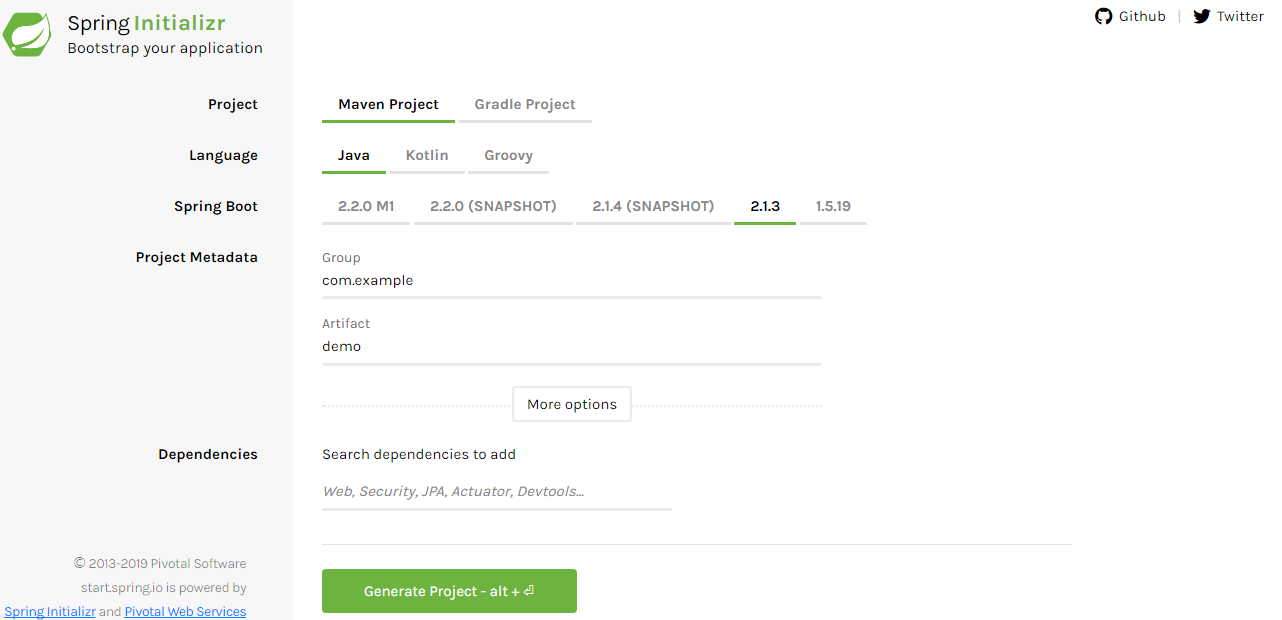 Spring Initializr
Bootstrap your application
Github | Twitter
Project
Maven Project Gradle Project
Language
Java Kotlin Groovy
Spring Boot
2.2.0 M1 2.2.0 (SNAPSHOT) 2.1.4 (SNAPSHOT) 2.1.3 1.5.19
Project Metadata
Group
com.example
Artifact
demo
More options
Dependencies
Search dependencies to add
Web, Security, JPA, Actuator, Devtools...
© 2013-2019 Pivotal Software
start.spring.io is powered by
Spring Initializr and Pivotal Web Services
Generate Project - alt + ⏎